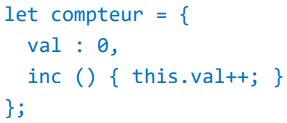 let compteur = {
  val : 0,
  inc () { this.val++; }
};